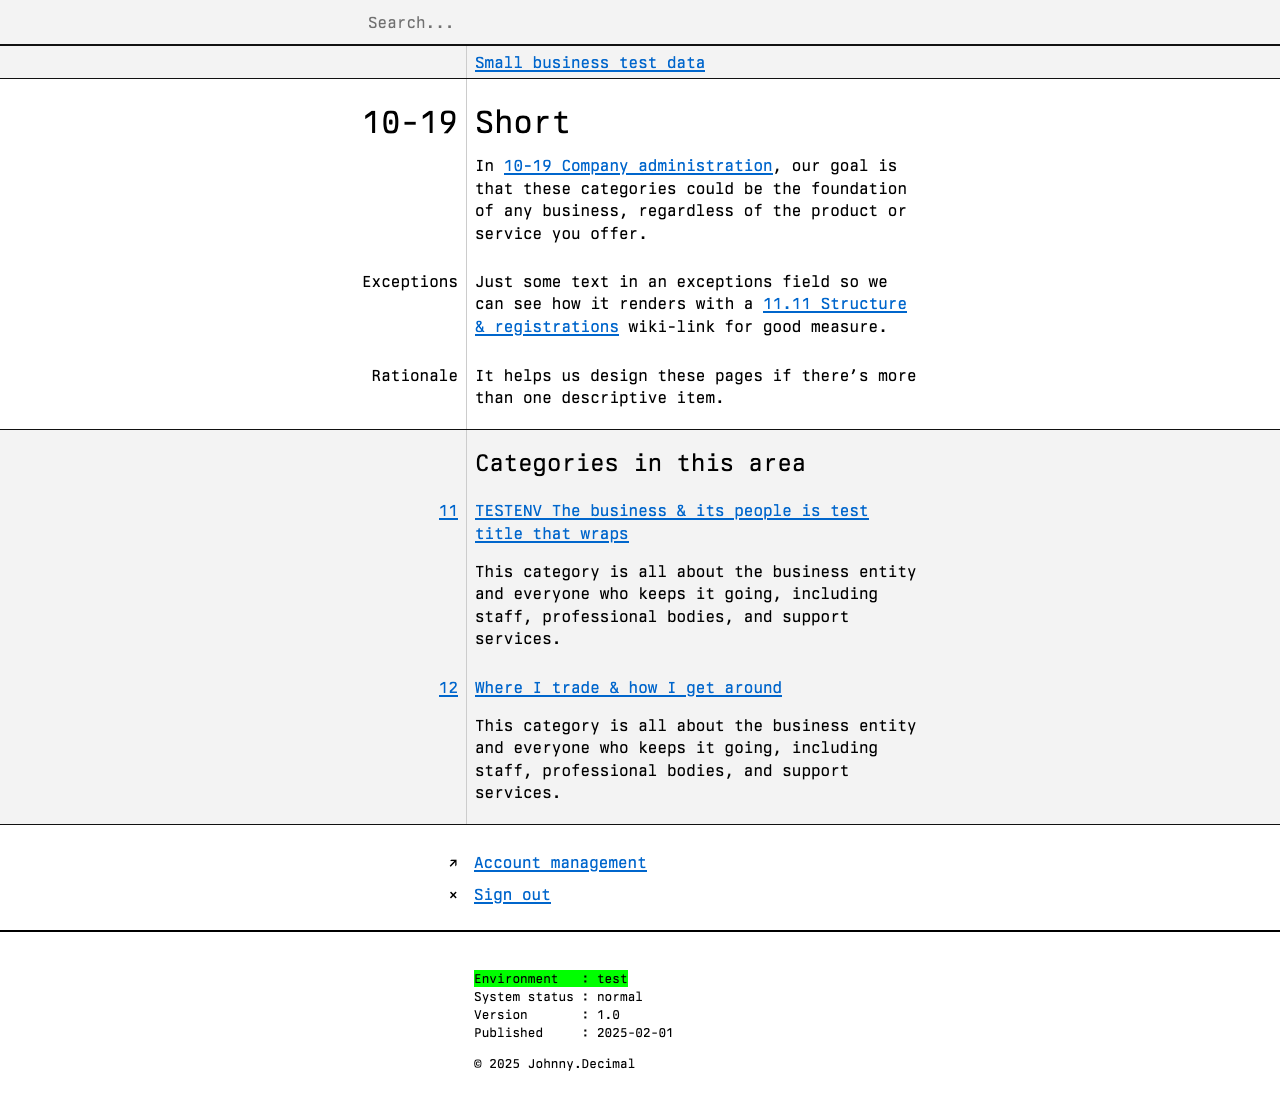 Search...
Small business test data
10-19 Short
In 10-19 Company administration, our goal is
that these categories could be the foundation
of any business, regardless of the product or
service you offer.
Exceptions Just some text in an exceptions field so we
can see how it renders with a 11.11 Structure
& registrations wiki-link for good measure.
Rationale It helps us design these pages if there’s more
than one descriptive item.
Categories in this area
11 TESTENV The business & its people is test
title that wraps
This category is all about the business entity
and everyone who keeps it going, including
staff, professional bodies, and support
services.
12 Where I trade & how I get around
This category is all about the business entity
and everyone who keeps it going, including
staff, professional bodies, and support
services.
↗ Account management
× Sign out
Environment : test
System status : normal
Version : 1.0
Published : 2025-02-01
© 2025 Johnny.Decimal